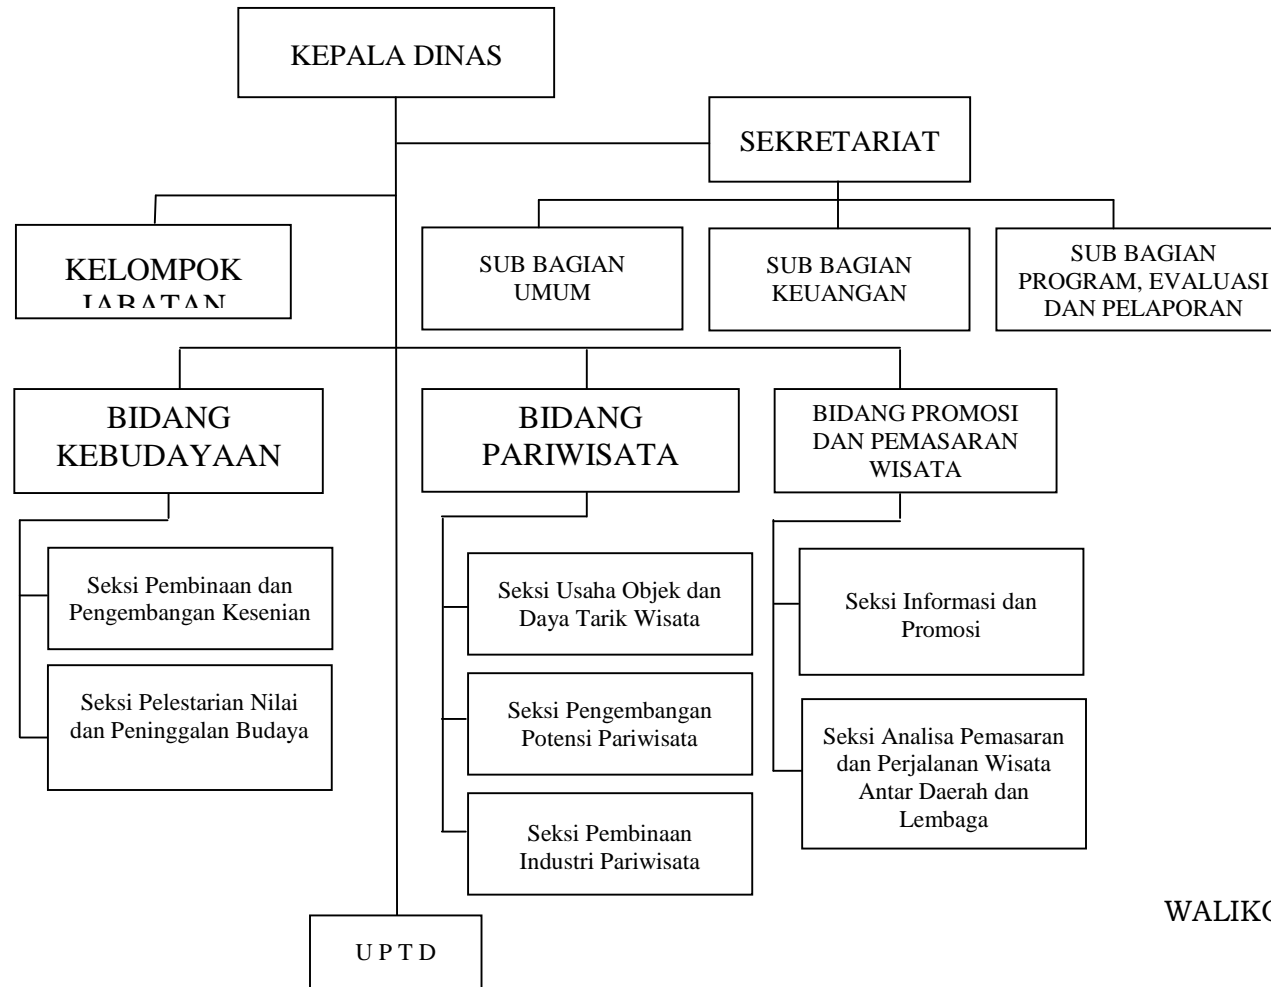 KEPALA DINAS
SEKRETARIAT
KELOMPOK
JABATAN
SUB BAGIAN
UMUM
SUB BAGIAN
KEUANGAN
SUB BAGIAN
PROGRAM, EVALUASI
DAN PELAPORAN
BIDANG
KEBUDAYAAN
BIDANG
PARIWISATA
BIDANG PROMOSI
DAN PEMASARAN
WISATA
Seksi Pembinaan dan
Pengembangan Kesenian
Seksi Pelestarian Nilai
dan Peninggalan Budaya
Seksi Usaha Objek dan
Daya Tarik Wisata
Seksi Pengembangan
Potensi Pariwisata
Seksi Pembinaan
Industri Pariwisata
Seksi Informasi dan
Promosi
Seksi Analisa Pemasaran
dan Perjalanan Wisata
Antar Daerah dan
Lembaga
U P T D